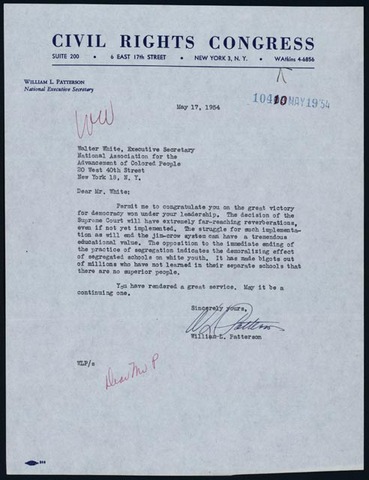 CIVIL RIGHTS CONGRESS
SUITE 200 • 6 EAST 17th STREET • NEW YORK 3, N. Y. • WAtkins 4-6856
WILLIAM L. PATTERSON
National Executive Secretary
May 17, 1954
WW
Walter White, Executive Secretary
National Association for the
Advancement of Colored People
20 West 40th Street
New York 18, N. Y.
Dear Mr. White:
Permit me to congratulate you on the great victory
for democracy won under your leadership. The decision of the
Supreme Court will have extremely far-reaching reverberations,
even if not yet implemented. The struggle for such implementa-
tion as will end the jim-crow system can have a tremendous
educational value. The opposition to the immediate ending of
the practice of segregation indicates the demoralizing effect
of segregated schools on white youth. It has made bigots out
of millions who have not learned in their separate schools that
there are no superior people.
You have rendered a great service. May it be a
continuing one.
Sincerely yours,
William L. Patterson
WLP/s
Dear Mr P